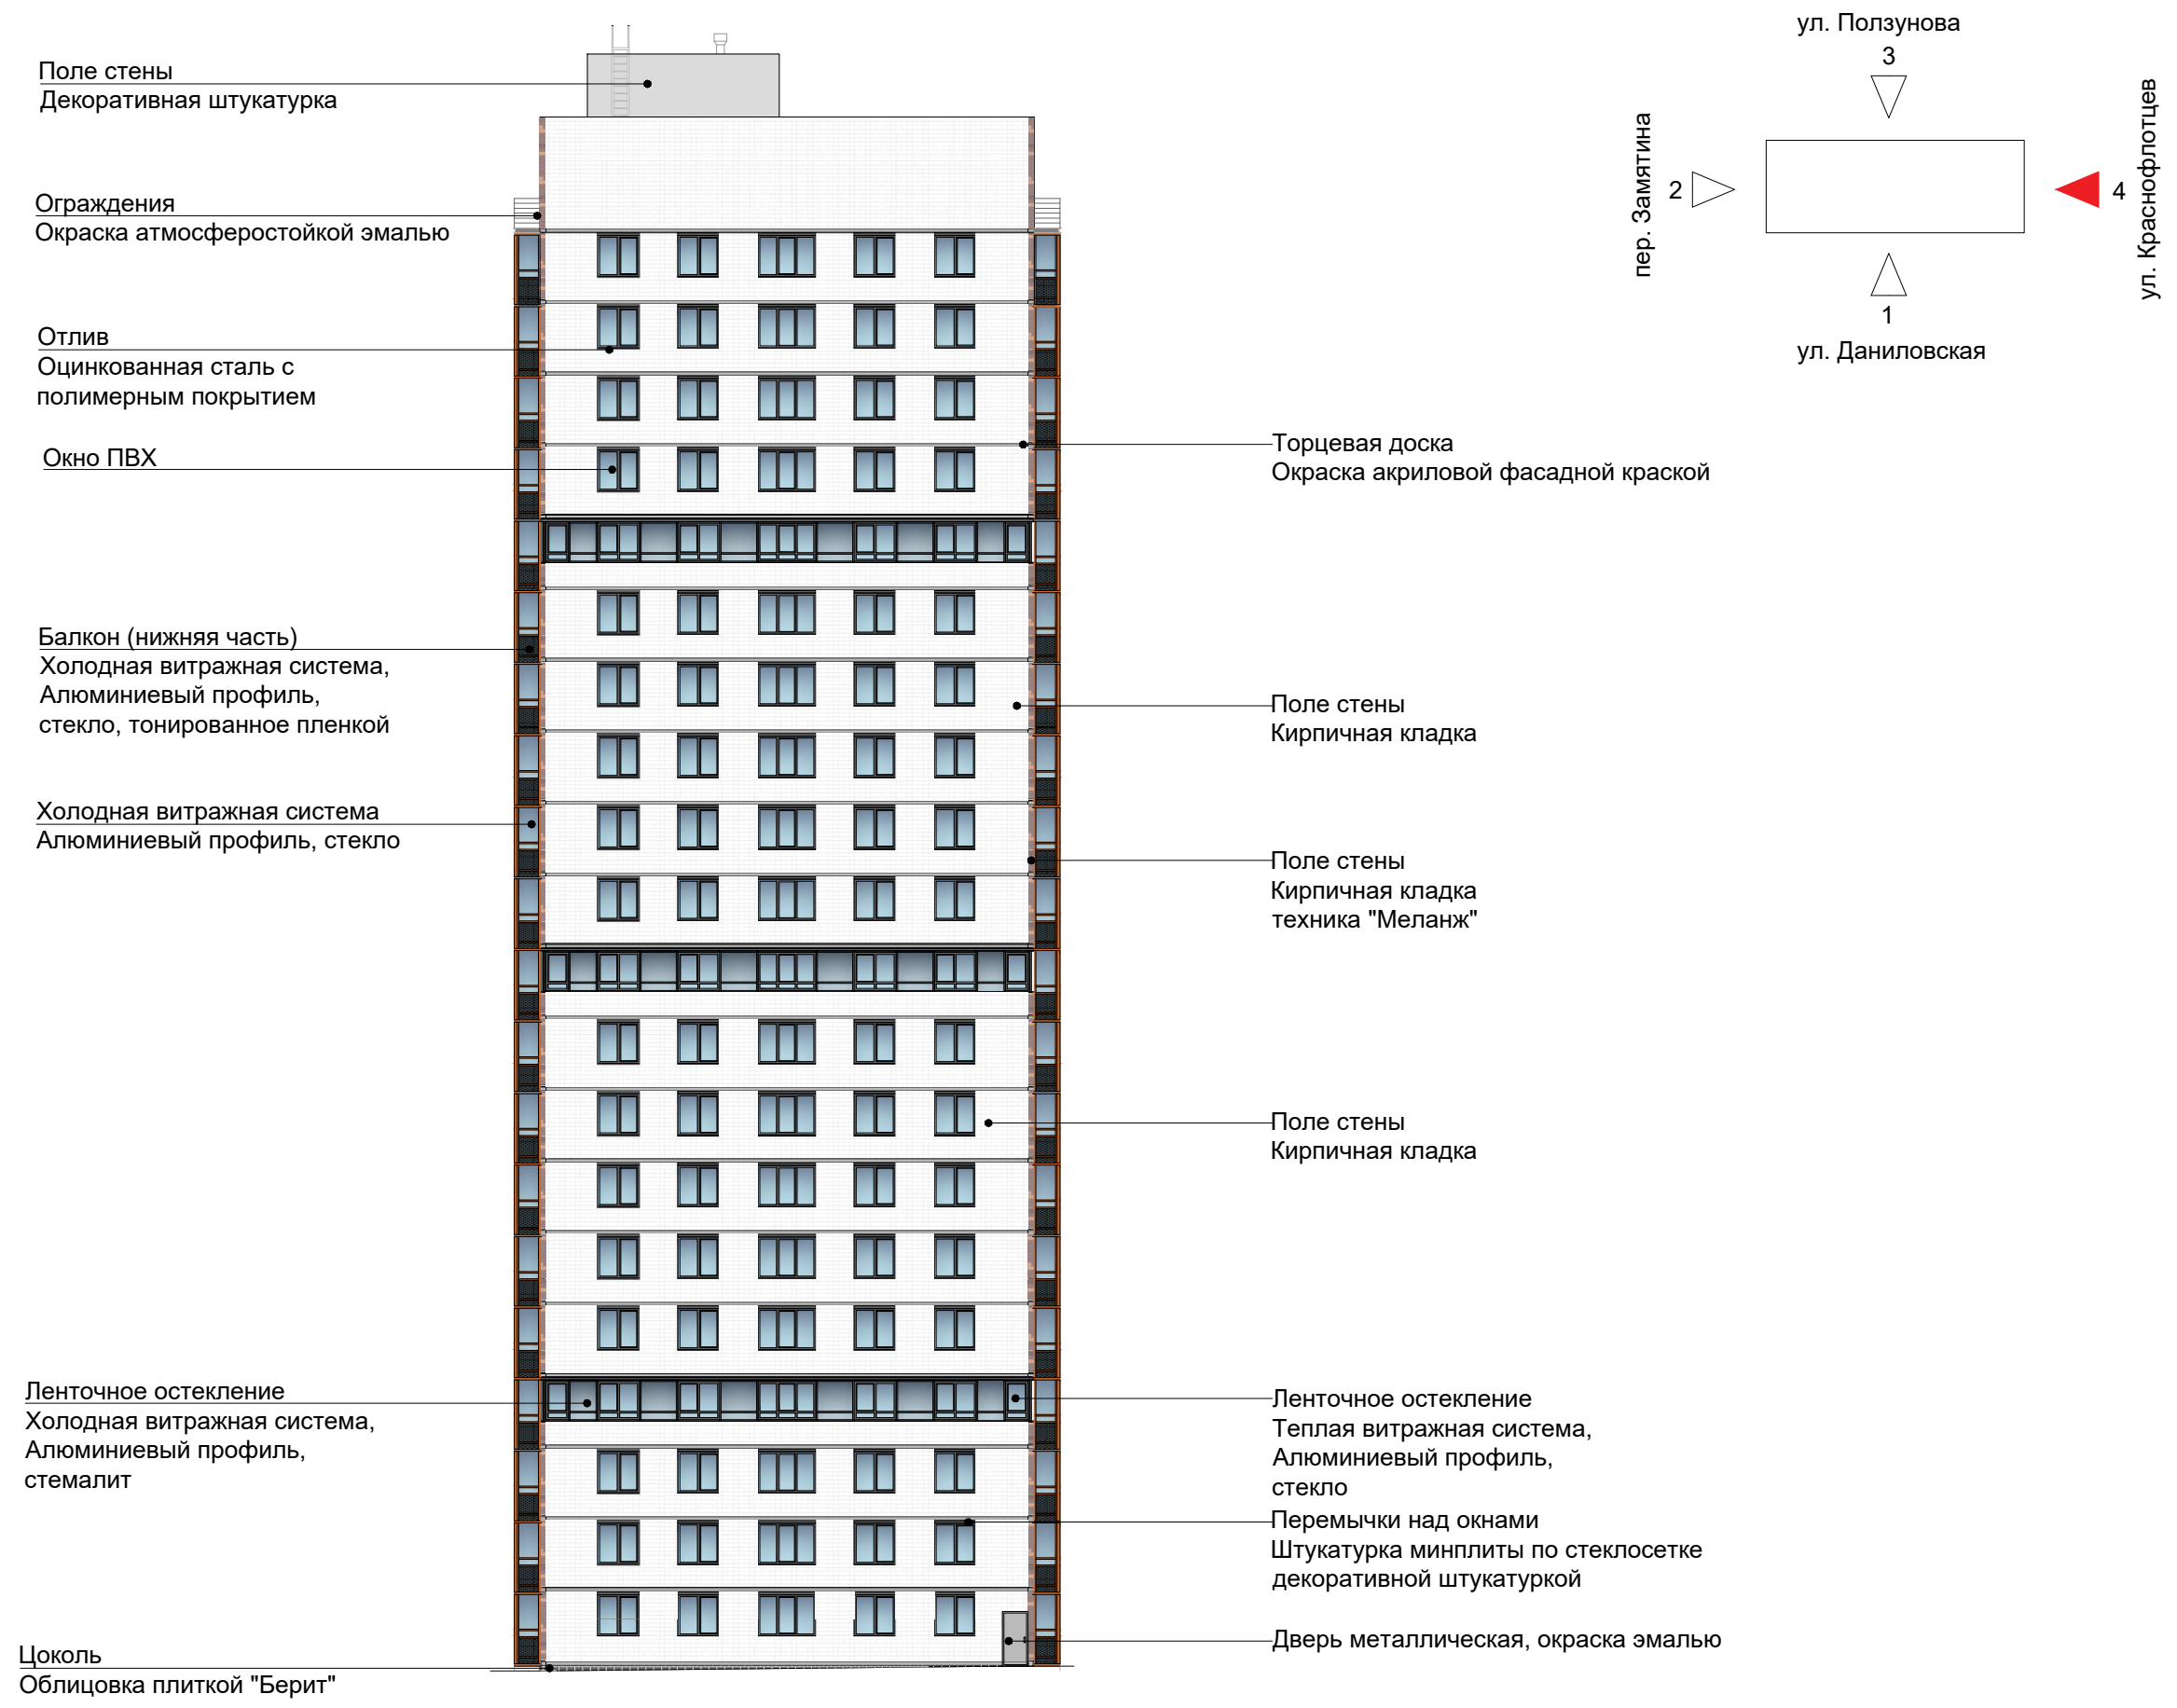 Поле стены
Декоративная штукатурка
Ограждения
Окраска атмосферостойкой эмалью
Отлив
Оцинкованная сталь с
полимерным покрытием
Окно ПВХ
Балкон (нижняя часть)
Холодная витражная система,
Алюминиевый профиль,
стекло, тонированное пленкой
Холодная витражная система
Алюминиевый профиль, стекло
Ленточное остекление
Холодная витражная система,
Алюминиевый профиль,
стемалит
Цоколь
Облицовка плиткой "Берит"
ул. Ползунова
3
пер. Замятина
2
4
ул. Краснофлотцев
1
ул. Даниловская
Торцевая доска
Окраска акриловой фасадной краской
Поле стены
Кирпичная кладка
Поле стены
Кирпичная кладка
техника "Меланж"
Поле стены
Кирпичная кладка
Ленточное остекление
Теплая витражная система,
Алюминиевый профиль,
стекло
Перемычки над окнами
Штукатурка минплиты по стеклосетке
декоративной штукатуркой
Дверь металлическая, окраска эмалью